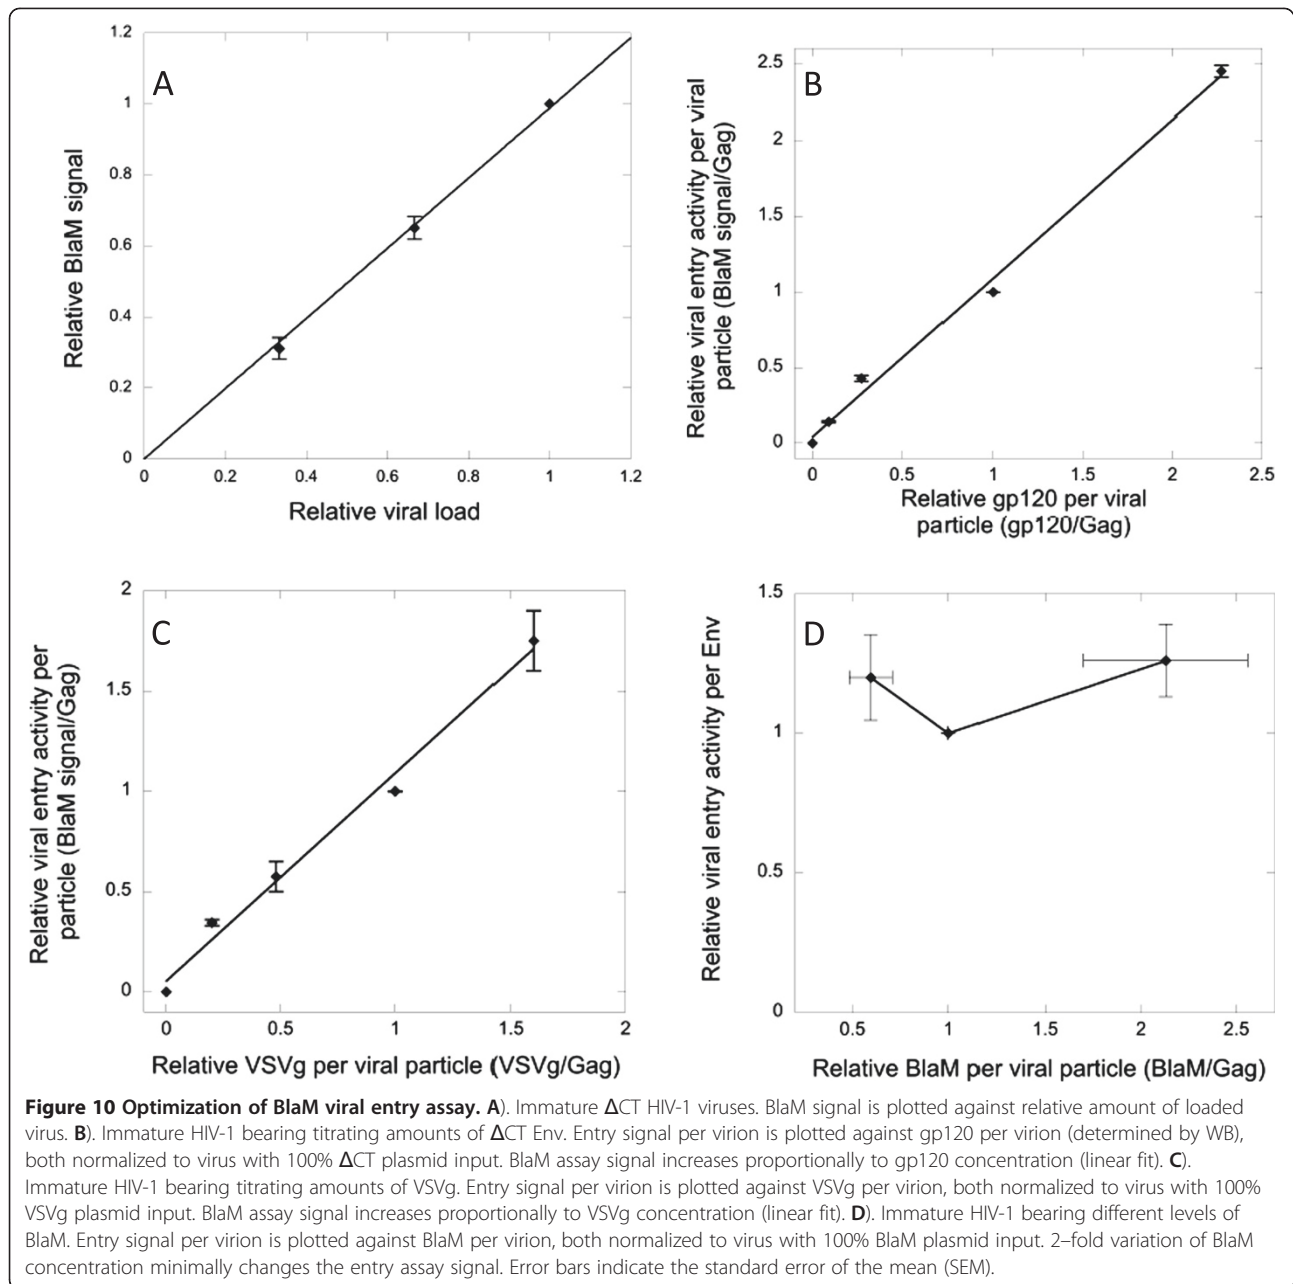 A
1.2
1
0.8
0.6
0.4
0.2
0
Relative BlaM signal
0 0.2 0.4 0.6 0.8 1 1.2
Relative viral load
B
2.5
2
1.5
1
0.5
0
Relative viral entry activity per viral
particle (BlaM signal/Gag)
0 0.5 1 1.5 2 2.5
Relative gp120 per viral
particle (gp120/Gag)
C
2
1.5
1
0.5
0
Relative viral entry activity per
particle (BlaM signal/Gag)
0 0.5 1 1.5 2
Relative VSVg per viral particle (VSVg/Gag)
D
1.5
1
0.5
0
Relative viral entry activity per Env
0.5 1 1.5 2 2.5
Relative BlaM per viral particle (BlaM/Gag)
Figure 10 Optimization of BlaM viral entry assay. A). Immature ΔCT HIV-1 viruses. BlaM signal is plotted against relative amount of loaded
virus. B). Immature HIV-1 bearing titrating amounts of ΔCT Env. Entry signal per virion is plotted against gp120 per virion (determined by WB),
both normalized to virus with 100% ΔCT plasmid input. BlaM assay signal increases proportionally to gp120 concentration (linear fit). C).
Immature HIV-1 bearing titrating amounts of VSVg. Entry signal per virion is plotted against VSVg per virion, both normalized to virus with 100%
VSVg plasmid input. BlaM assay signal increases proportionally to VSVg concentration (linear fit). D). Immature HIV-1 bearing different levels of
BlaM. Entry signal per virion is plotted against BlaM per virion, both normalized to virus with 100% BlaM plasmid input. 2–fold variation of BlaM
concentration minimally changes the entry assay signal. Error bars indicate the standard error of the mean (SEM).